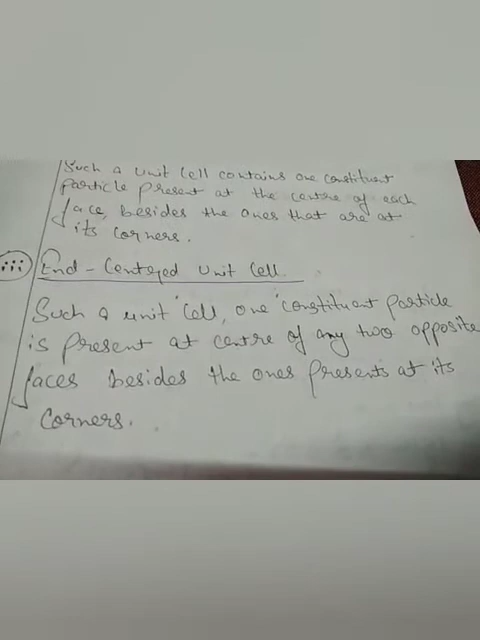 Such a unit cell contains one constituent
particle present at the centre of each
face, besides the ones that are at
its corners.
iii End-Centered Unit Cell
Such a unit cell, one constituent particle
is present at centre of any two opposite
faces besides the ones presents at its
corners.